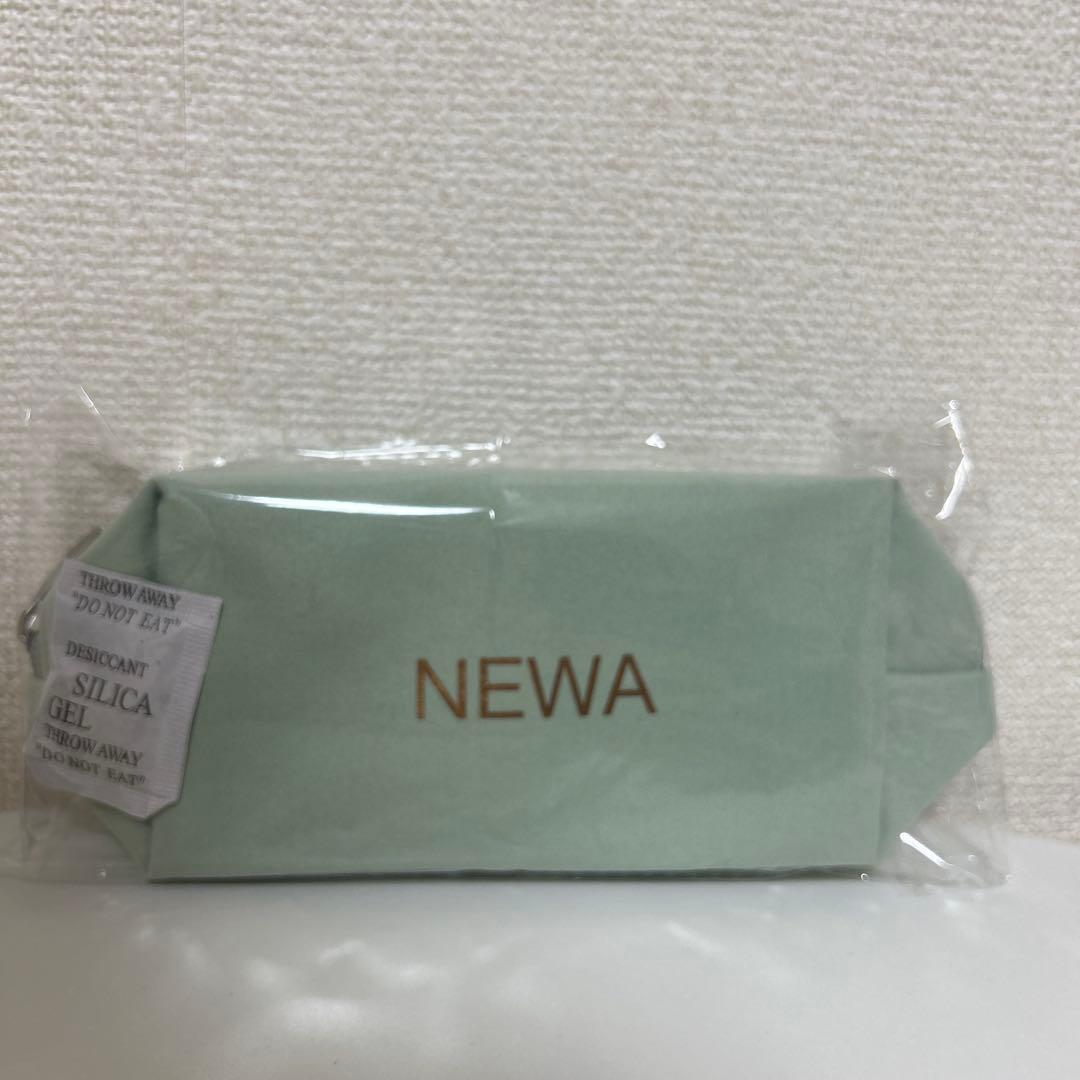 THROW AWAY
"DO NOT EAT"
DESICCANT
SILICA
GEL
THROW AWAY
"DO NOT EAT"
NEWA